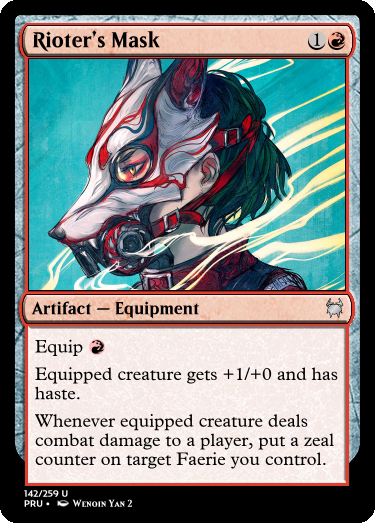 Rioter's Mask 1
Artifact — Equipment
Equip
Equipped creature gets +1/+0 and has
haste.
Whenever equipped creature deals
combat damage to a player, put a zeal
counter on target Faerie you control.
142/259 U
PRU • Wenoin Yan 2